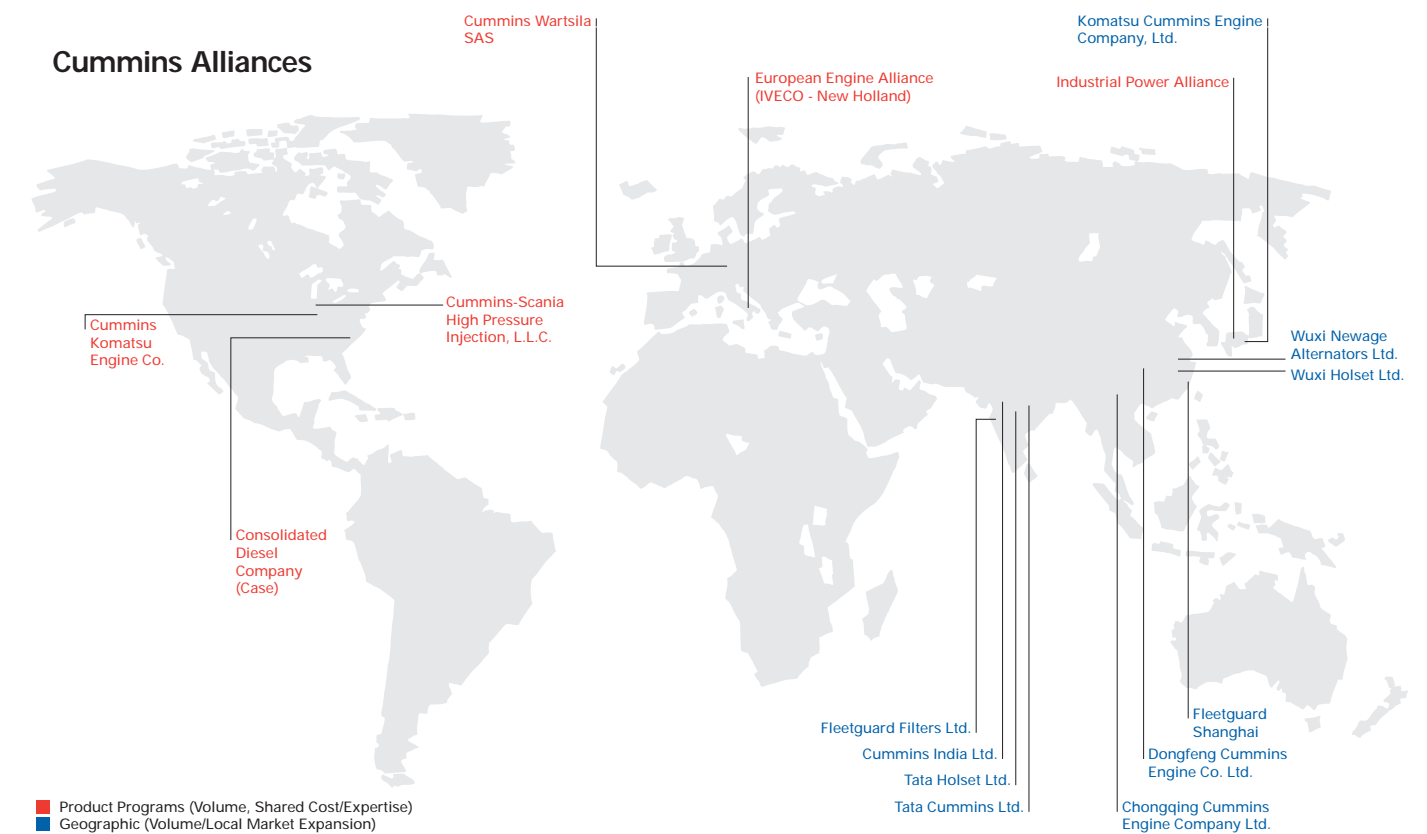 Cummins Alliances
Cummins Wartsila
SAS
European Engine Alliance
(IVECO - New Holland)
Komatsu Cummins Engine
Company, Ltd.
Industrial Power Alliance
Cummins
Komatsu
Engine Co.
Cummins-Scania
High Pressure
Injection, L.L.C.
Consolidated
Diesel
Company
(Case)
Wuxi Newage
Alternators Ltd.
Wuxi Holset Ltd.
Fleetguard Filters Ltd.
Cummins India Ltd.
Tata Holset Ltd.
Tata Cummins Ltd.
Fleetguard
Shanghai
Dongfeng Cummins
Engine Co. Ltd.
Chongqing Cummins
Engine Company Ltd.
Product Programs (Volume, Shared Cost/Expertise)
Geographic (Volume/Local Market Expansion)